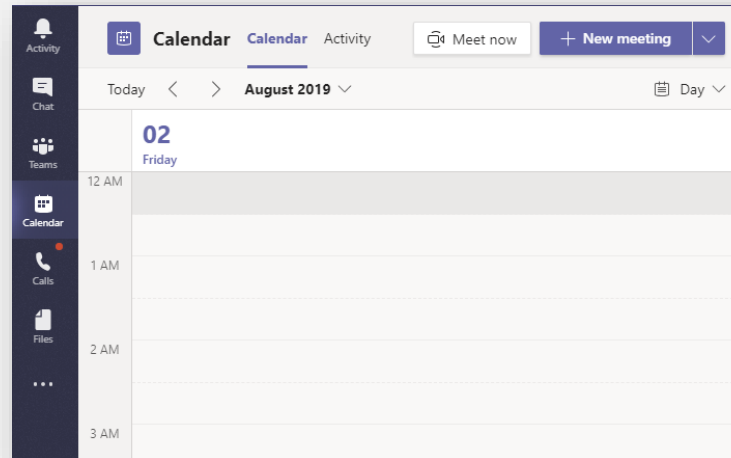 Activity
Chat
Teams
Calendar
Calls
Files
Calendar Calendar Activity Meet now + New meeting
Today August 2019 Day
02
Friday
12 AM
1 AM
2 AM
3 AM